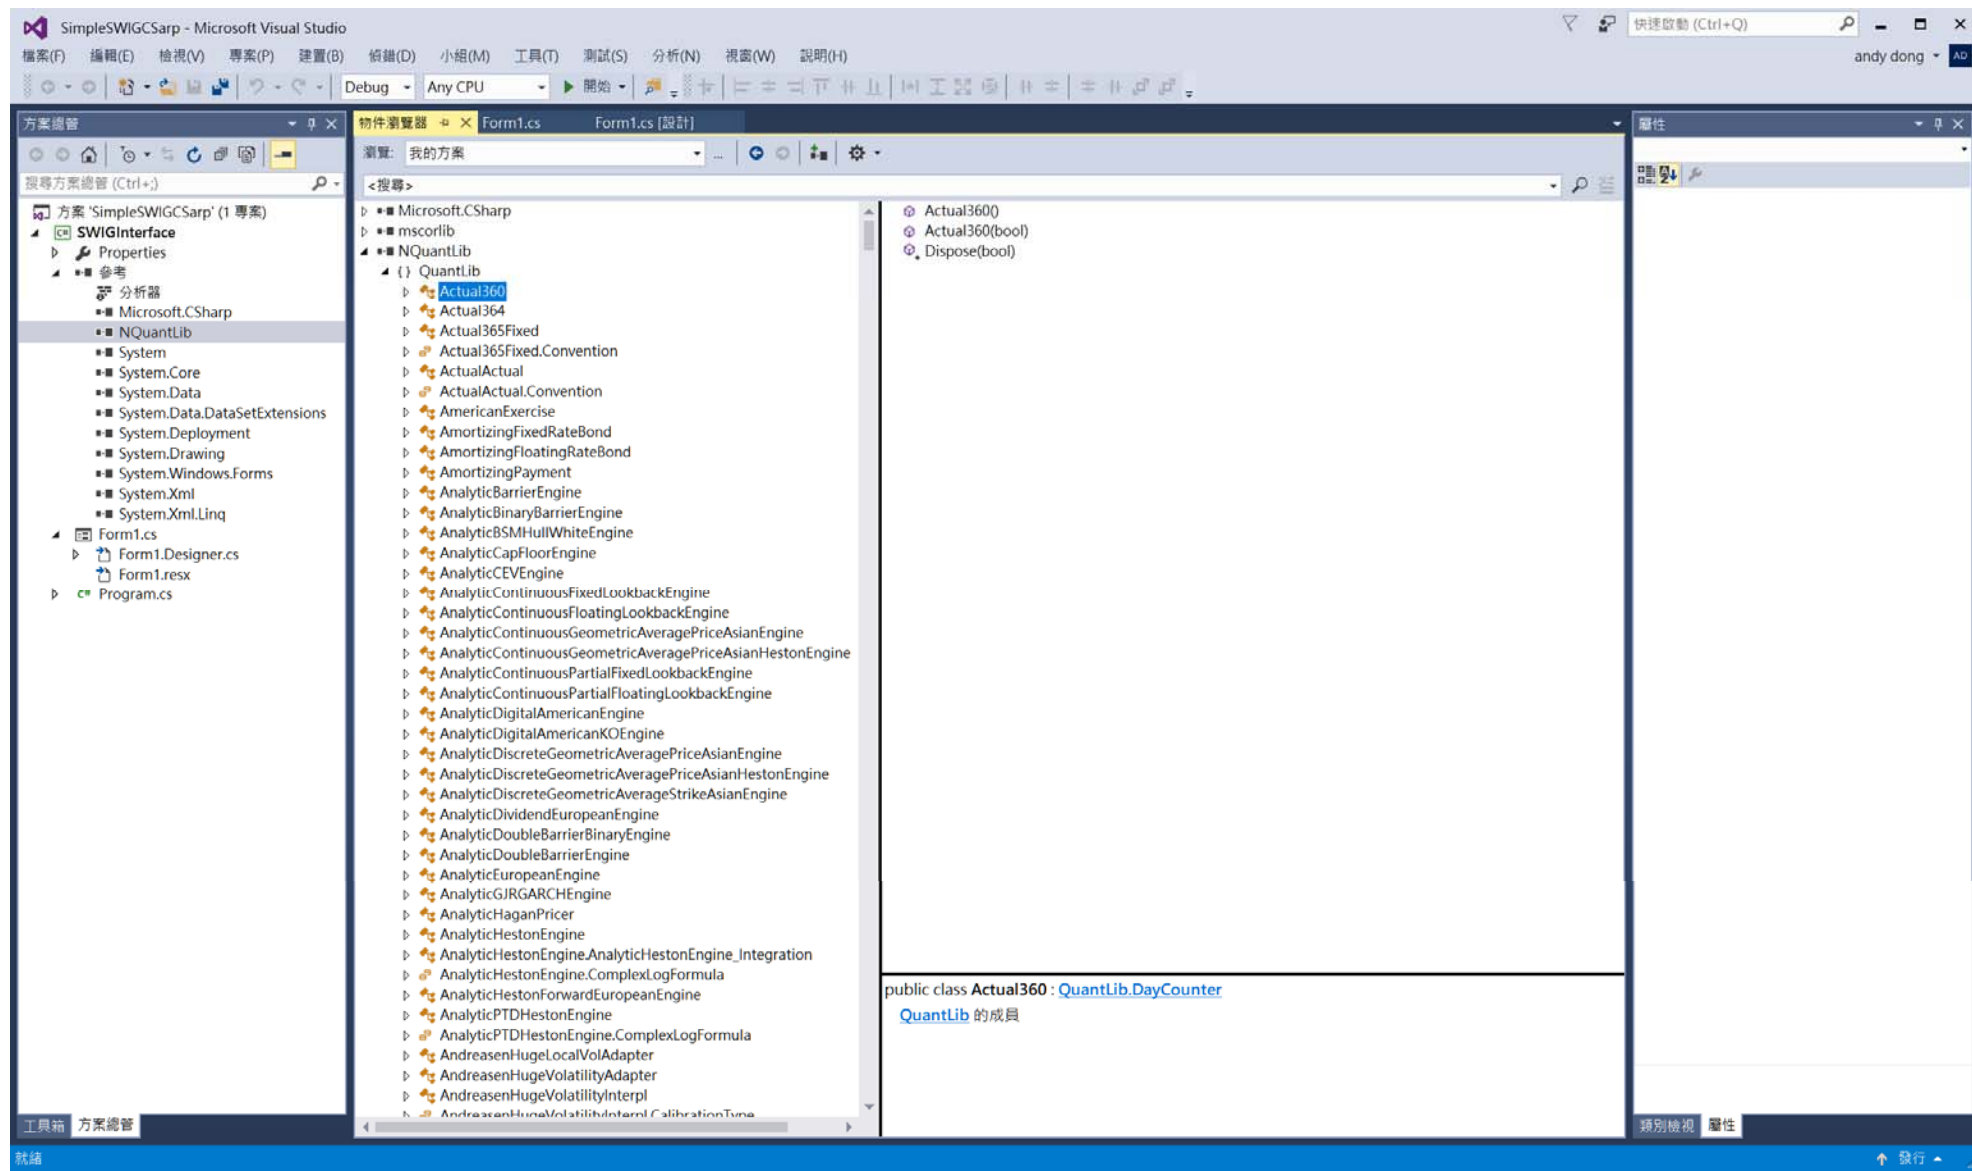 SimpleSWIGCSarp - Microsoft Visual Studio
快速啟動 (Ctrl+Q)
檔案(F) 編輯(E) 檢視(V) 專案(P) 建置(B) 偵錯(D) 小組(M) 工具(T) 測試(S) 分析(N) 視窗(W) 說明(H)
andy dong AD
Debug Any CPU 開始
方案總管
物件瀏覽器 Form1.cs Form1.cs [設計]
屬性
瀏覽: 我的方案
搜尋方案總管 (Ctrl+;)
<搜尋>
方案 'SimpleSWIGCSarp' (1 專案)
SWIGInterface
Properties
參考
分析器
Microsoft.CSharp
NQuantLib
System
System.Core
System.Data
System.Data.DataSetExtensions
System.Deployment
System.Drawing
System.Windows.Forms
System.Xml
System.Xml.Linq
Form1.cs
Form1.Designer.cs
Form1.resx
Program.cs
工具箱 方案總管
Microsoft.CSharp
mscorlib
NQuantLib
{ } QuantLib
Actual360
Actual364
Actual365Fixed
Actual365Fixed.Convention
ActualActual
ActualActual.Convention
AmericanExercise
AmortizingFixedRateBond
AmortizingFloatingRateBond
AmortizingPayment
AnalyticBarrierEngine
AnalyticBinaryBarrierEngine
AnalyticBSMHullWhiteEngine
AnalyticCapFloorEngine
AnalyticCEVEngine
AnalyticContinuousFixedLookbackEngine
AnalyticContinuousFloatingLookbackEngine
AnalyticContinuousGeometricAveragePriceAsianEngine
AnalyticContinuousGeometricAveragePriceAsianHestonEngine
AnalyticContinuousPartialFixedLookbackEngine
AnalyticContinuousPartialFloatingLookbackEngine
AnalyticDigitalAmericanEngine
AnalyticDigitalAmericanKOEngine
AnalyticDiscreteGeometricAveragePriceAsianEngine
AnalyticDiscreteGeometricAveragePriceAsianHestonEngine
AnalyticDiscreteGeometricAverageStrikeAsianEngine
AnalyticDividendEuropeanEngine
AnalyticDoubleBarrierBinaryEngine
AnalyticDoubleBarrierEngine
AnalyticEuropeanEngine
AnalyticGJRGARCHEngine
AnalyticHaganPricer
AnalyticHestonEngine
AnalyticHestonEngine.AnalyticHestonEngine_Integration
AnalyticHestonEngine.ComplexLogFormula
AnalyticHestonForwardEuropeanEngine
AnalyticPTDHestonEngine
AnalyticPTDHestonEngine.ComplexLogFormula
AndreasenHugeLocalVolAdapter
AndreasenHugeVolatilityAdapter
AndreasenHugeVolatilityInterpl
AndreasenHugeVolatilityInterpl.CalibrationType
Actual360()
Actual360(bool)
Dispose(bool)
public class Actual360 : QuantLib.DayCounter
QuantLib 的成員
類別檢視 屬性
就緒
發行